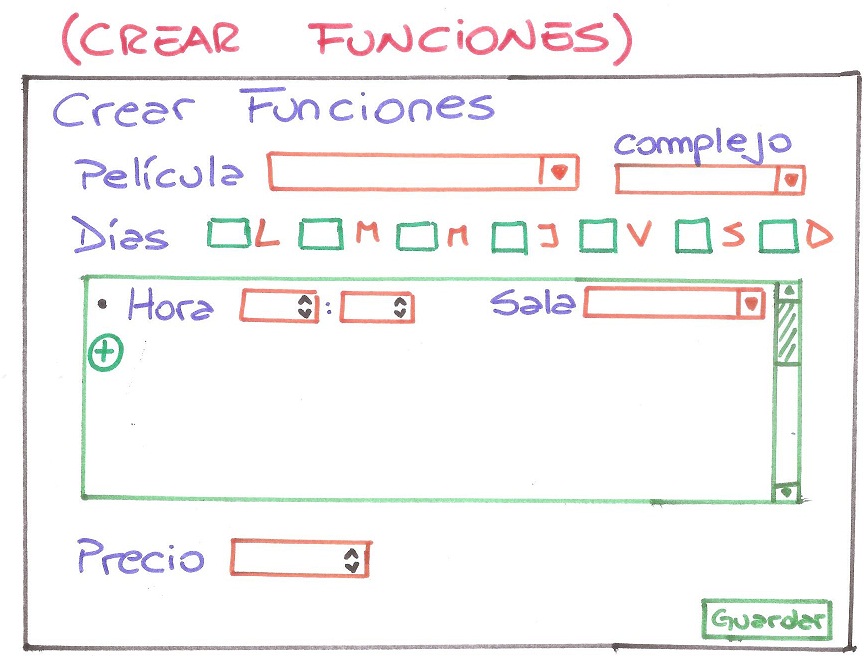 (CREAR FUNCIONES)
Crear Funciones
Película complejo
Días L M M J V S D
• Hora : Sala
+
Precio
Guardar